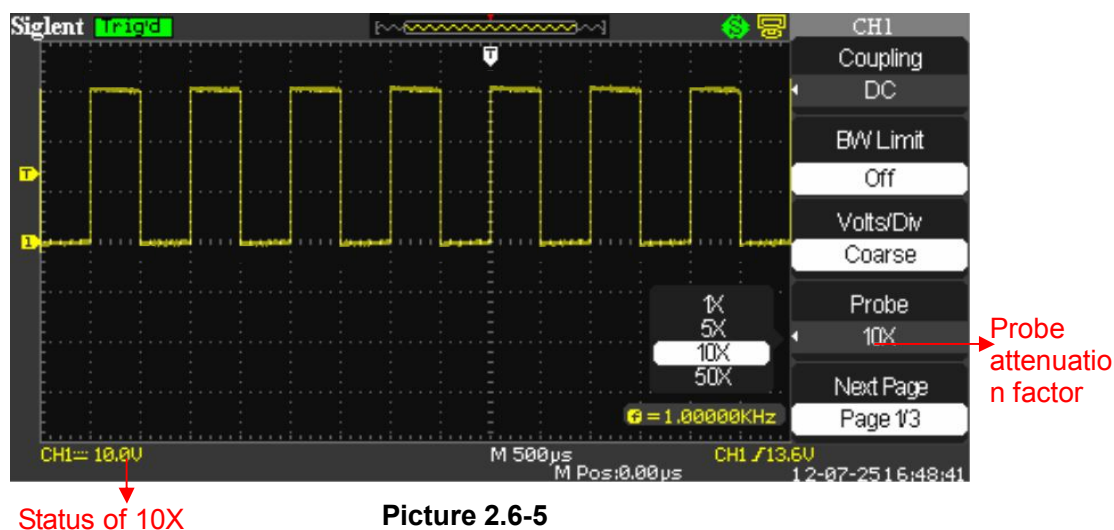 Siglent Trig'd
T
CH1
Coupling
DC
BW Limit
Off
Volts/Div
Coarse
Probe
10X
Next Page
Page 1/3
T
1
S
1X
5X
10X
50X
f = 1.00000KHz
CH1 10.0V
M 500µs
M Pos:0.00µs
CH1 /13.6V
12-07-25 16:48:41
Probe
attenuatio
n factor
Status of 10X
Picture 2.6-5